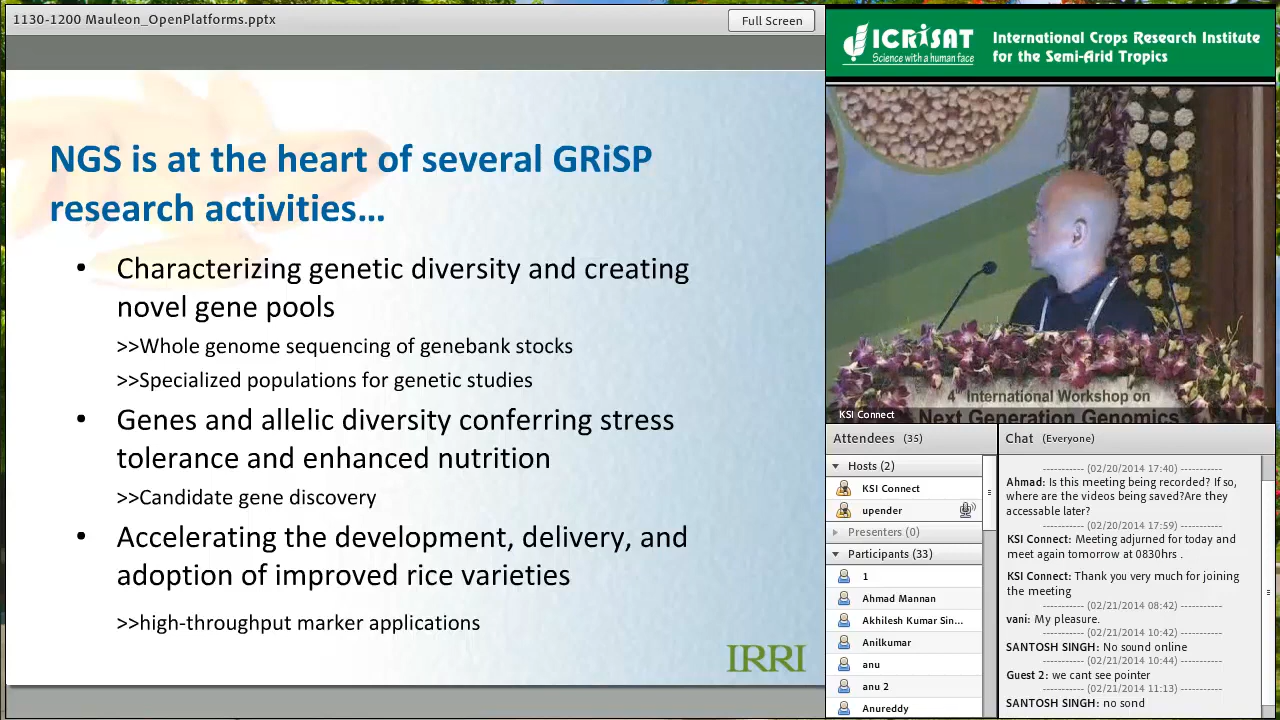 1130-1200 Mauleon_OpenPlatforms.pptx
Full Screen
NGS is at the heart of several GRiSP
research activities…
• Characterizing genetic diversity and creating
novel gene pools
>>Whole genome sequencing of genebank stocks
>>Specialized populations for genetic studies
• Genes and allelic diversity conferring stress
tolerance and enhanced nutrition
>>Candidate gene discovery
• Accelerating the development, delivery, and
adoption of improved rice varieties
>>high-throughput marker applications
IRRI
ICRISAT
Science with a human face
International Crops Research Institute
for the Semi-Arid Tropics
4th International Workshop on
Next Generation Genomics
KSI Connect
Attendees (35)
Hosts (2)
KSI Connect
upender
Presenters (0)
Participants (33)
1
Ahmad Mannan
Akhilesh Kumar Sin...
Anilkumar
anu
anu 2
Anureddy
Chat (Everyone)
---------- (02/20/2014 17:40) ----------
Ahmad: Is this meeting being recorded? If so,
where are the videos being saved?Are they
accessable later?
---------- (02/20/2014 17:59) ----------
KSI Connect: Meeting adjurned for today and
meet again tomorrow at 0830hrs .
KSI Connect: Thank you very much for joining
the meeting
---------- (02/21/2014 08:42) ----------
vani: My pleasure.
---------- (02/21/2014 10:42) ----------
SANTOSH SINGH: No sound online
---------- (02/21/2014 10:44) ----------
Guest 2: we cant see pointer
---------- (02/21/2014 11:13) ----------
SANTOSH SINGH: no sond